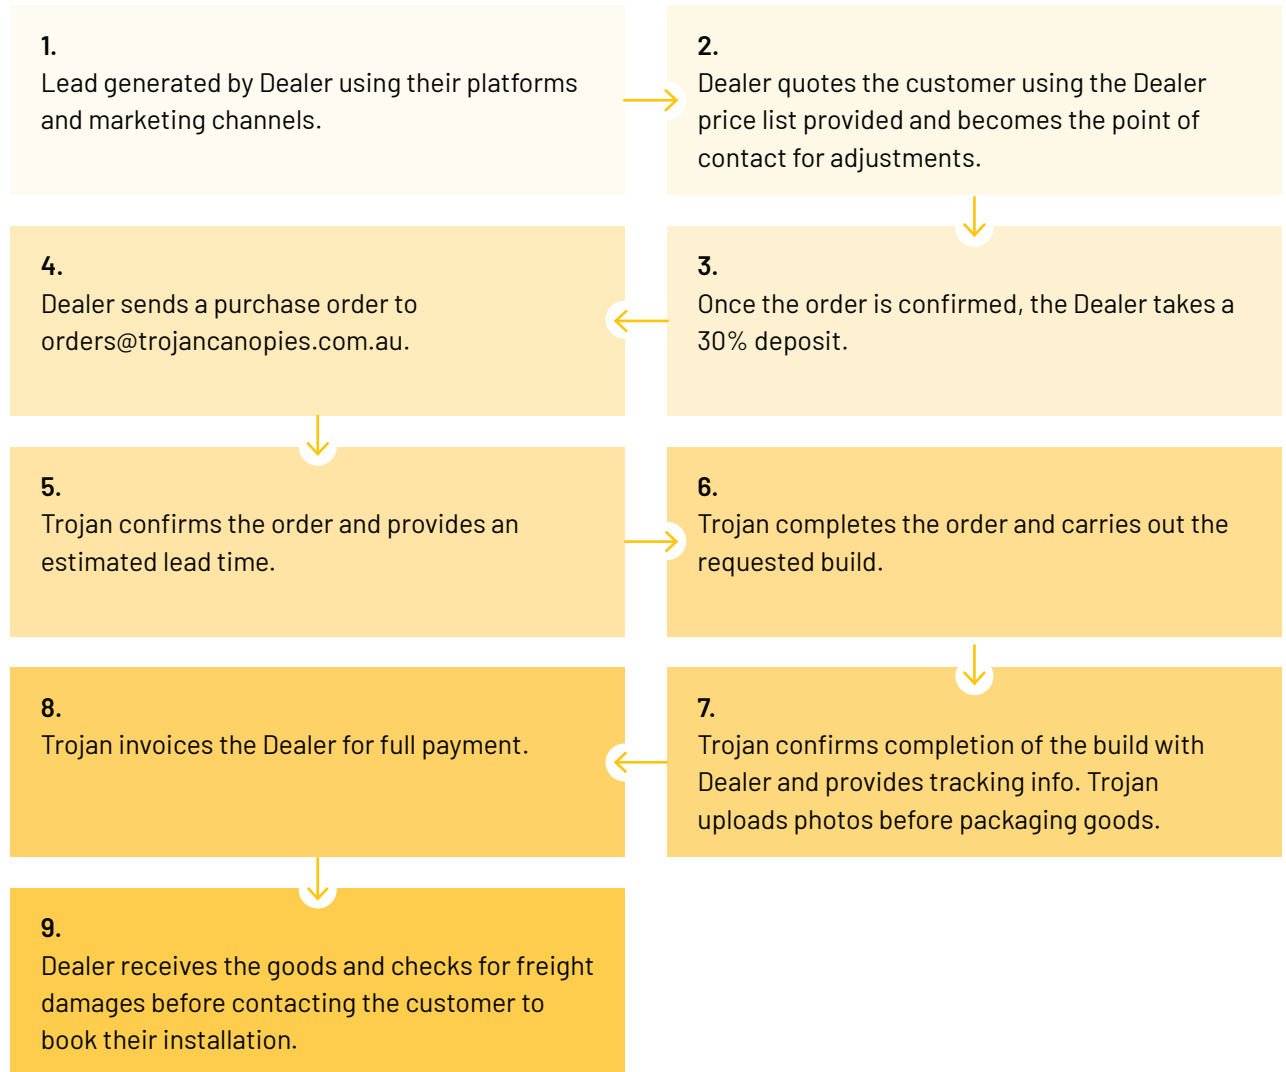 1.
Lead generated by Dealer using their platforms
and marketing channels.
2.
Dealer quotes the customer using the Dealer
price list provided and becomes the point of
contact for adjustments.
3.
Once the order is confirmed, the Dealer takes a
30% deposit.
4.
Dealer sends a purchase order to
orders@trojancanopies.com.au.
5.
Trojan confirms the order and provides an
estimated lead time.
6.
Trojan completes the order and carries out the
requested build.
7.
Trojan confirms completion of the build with
Dealer and provides tracking info. Trojan
uploads photos before packaging goods.
8.
Trojan invoices the Dealer for full payment.
9.
Dealer receives the goods and checks for freight
damages before contacting the customer to
book their installation.